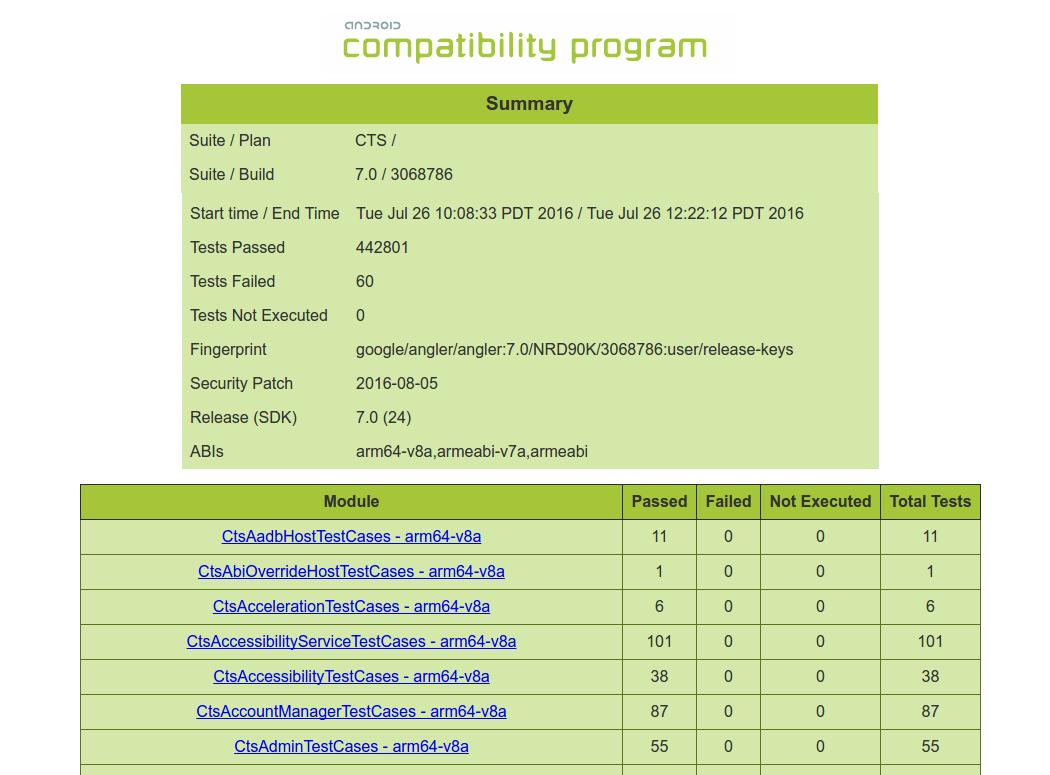 ANDROID
compatibility program
Summary
Suite / Plan CTS /
Suite / Build 7.0 / 3068786
Start time / End Time Tue Jul 26 10:08:33 PDT 2016 / Tue Jul 26 12:22:12 PDT 2016
Tests Passed 442801
Tests Failed 60
Tests Not Executed 0
Fingerprint google/angler/angler:7.0/NRD90K/3068786:user/release-keys
Security Patch 2016-08-05
Release (SDK) 7.0 (24)
ABIs arm64-v8a,armeabi-v7a,armeabi
Module Passed Failed Not Executed Total Tests
CtsAadbHostTestCases - arm64-v8a 11 0 0 11
CtsAbiOverrideHostTestCases - arm64-v8a 1 0 0 1
CtsAccelerationTestCases - arm64-v8a 6 0 0 6
CtsAccessibilityServiceTestCases - arm64-v8a 101 0 0 101
CtsAccessibilityTestCases - arm64-v8a 38 0 0 38
CtsAccountManagerTestCases - arm64-v8a 87 0 0 87
CtsAdminTestCases - arm64-v8a 55 0 0 55